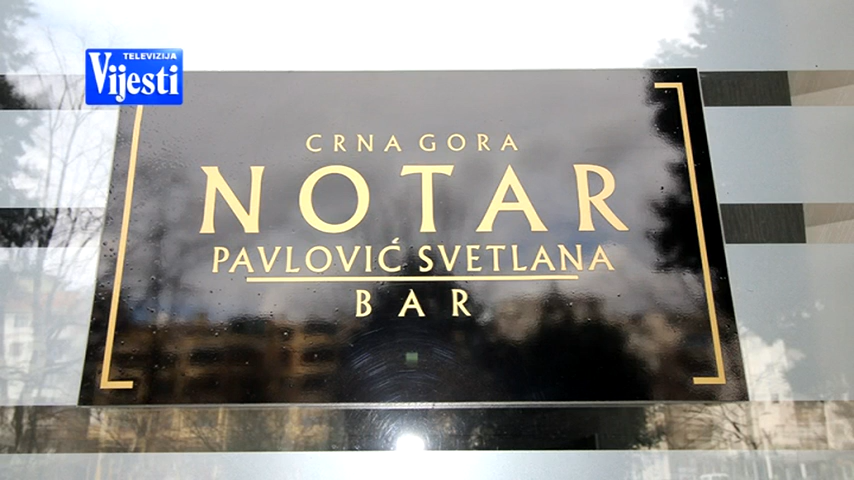 TELEVIZIJA
Vijesti
CRNA GORA
NOTAR
PAVLOVIĆ SVETLANA
BAR